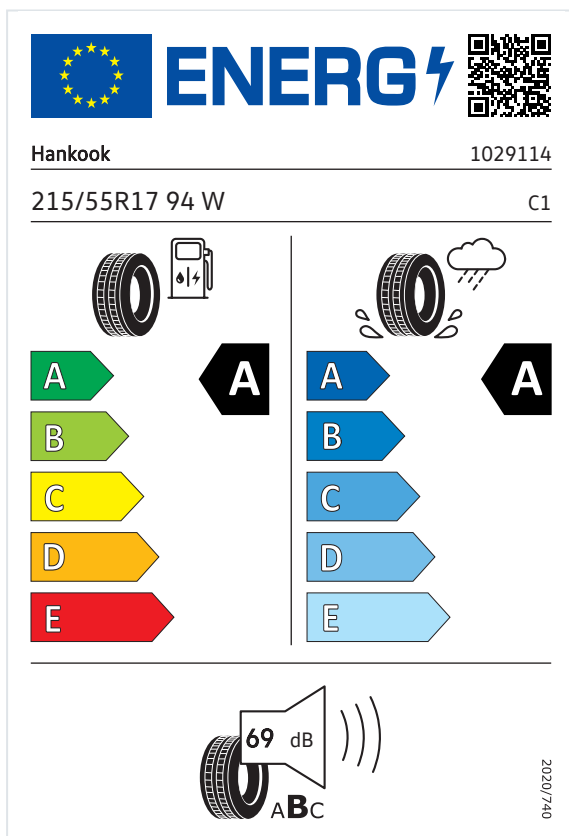 ENERG
Hankook 1029114
215/55R17 94 W C1
A A A A
B B
C C
D D
E E
69 dB
ABC
2020/740